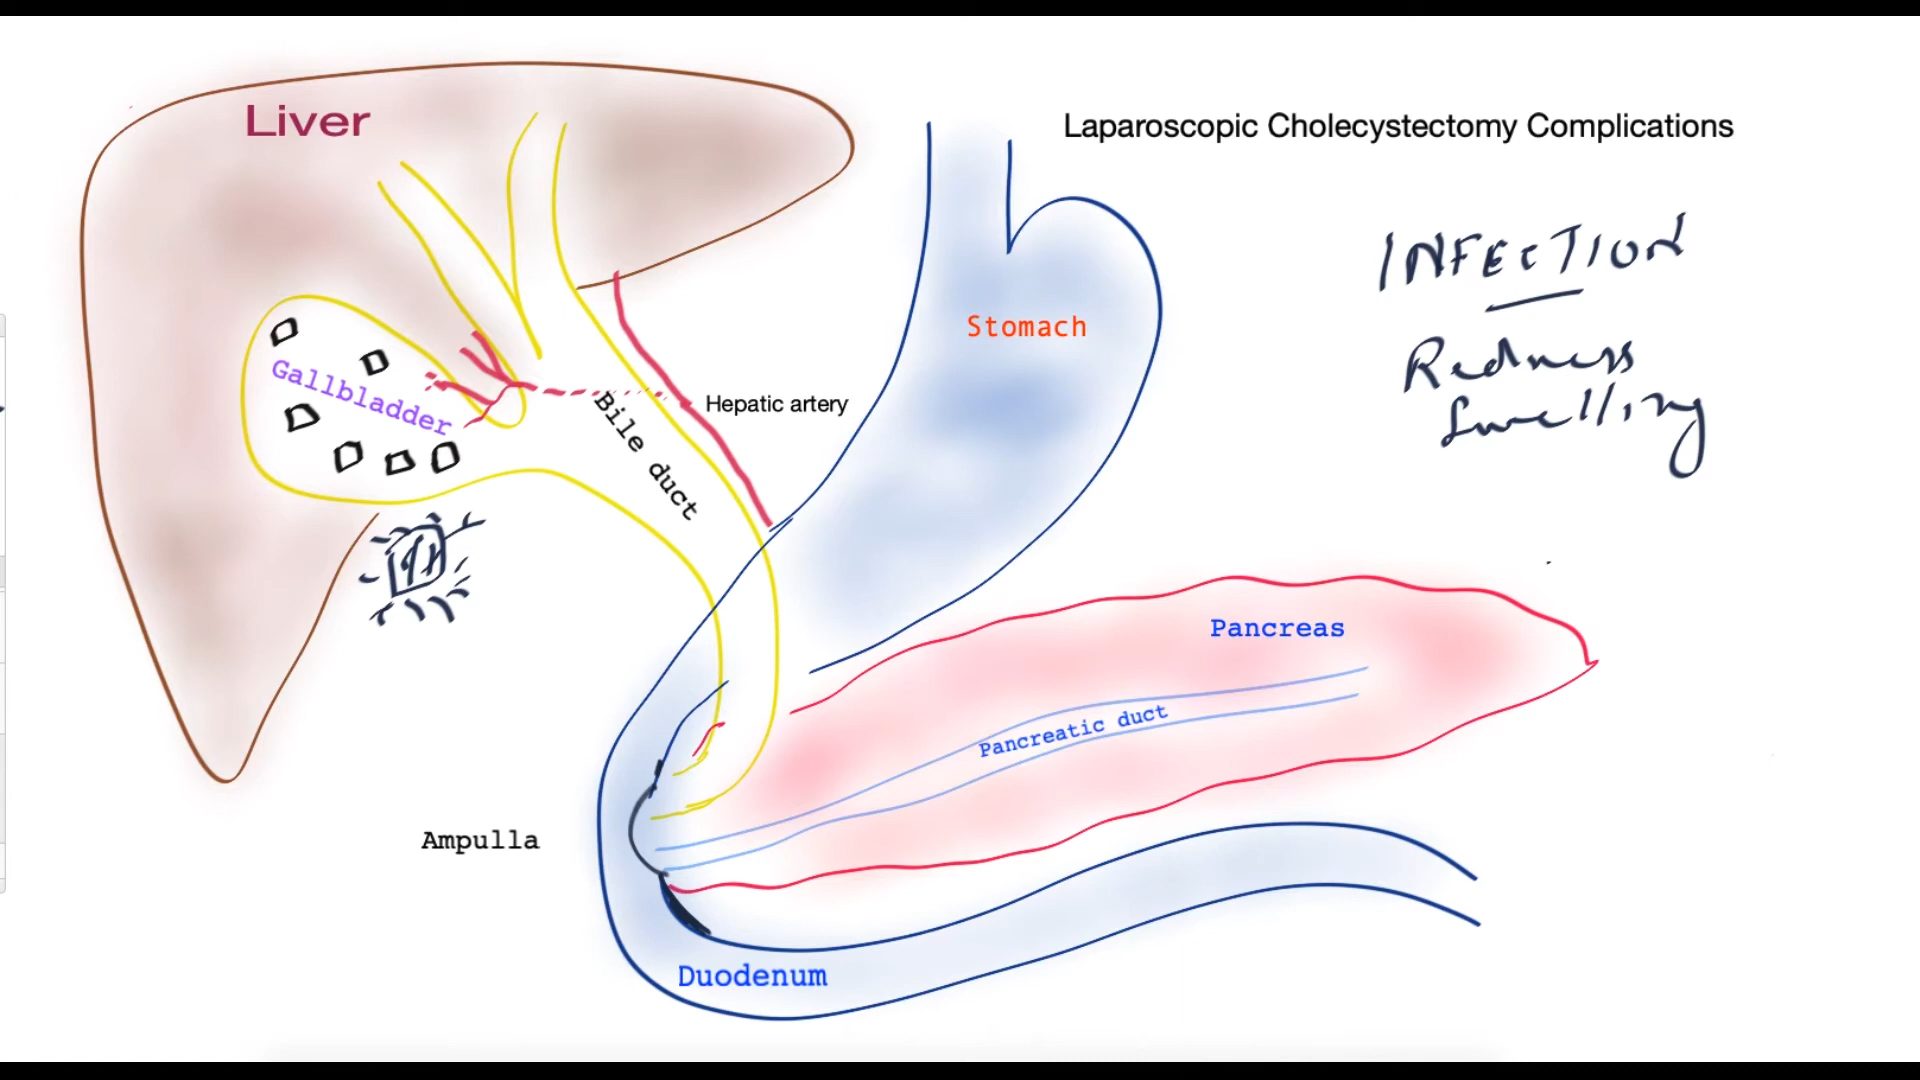 Liver
Laparoscopic Cholecystectomy Complications
INFECTION
Redness
Swelling
Stomach
Gallbladder
Hepatic artery
Bile duct
Pancreas
Pancreatic duct
Ampulla
Duodenum